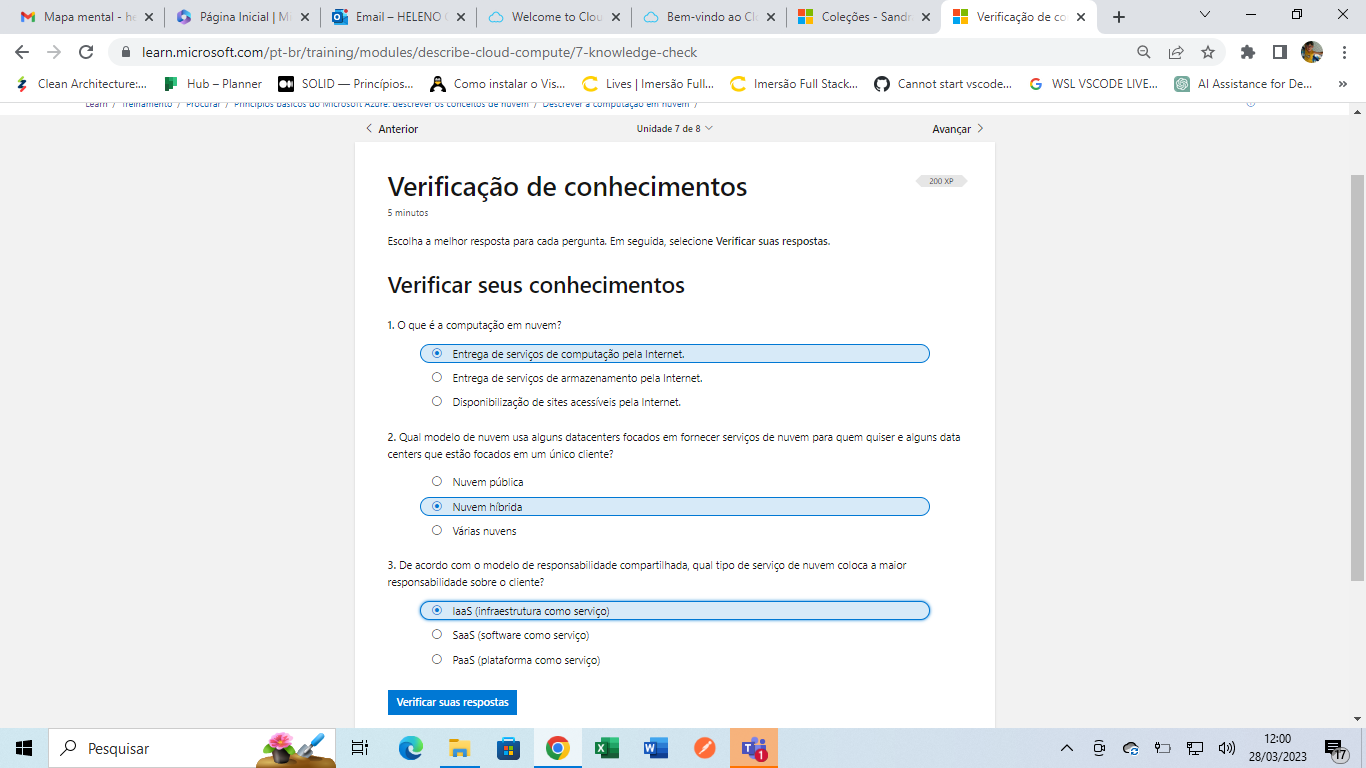 Mapa mental - he
Página Inicial | Mi
Email – HELENO
Welcome to Clou
Bem-vindo ao Cl
Coleções - Sandr
Verificação de co
learn.microsoft.com/pt-br/training/modules/describe-cloud-compute/7-knowledge-check
Clean Architecture:...
Hub – Planner
SOLID — Princípios...
Como instalar o Vis...
Lives | Imersão Full...
Imersão Full Stack...
Cannot start vscode...
WSL VSCODE LIVE...
AI Assistance for De...
»
Learn / Treinamento / Procurar / Princípios básicos do Microsoft Azure: descrever os conceitos de nuvem / Descrever a computação em nuvem /
Anterior
Unidade 7 de 8
Avançar
Verificação de conhecimentos
200 XP
5 minutos
Escolha a melhor resposta para cada pergunta. Em seguida, selecione Verificar suas respostas.
Verificar seus conhecimentos
1. O que é a computação em nuvem?
Entrega de serviços de computação pela Internet.
Entrega de serviços de armazenamento pela Internet.
Disponibilização de sites acessíveis pela Internet.
2. Qual modelo de nuvem usa alguns datacenters focados em fornecer serviços de nuvem para quem quiser e alguns data
centers que estão focados em um único cliente?
Nuvem pública
Nuvem híbrida
Várias nuvens
3. De acordo com o modelo de responsabilidade compartilhada, qual tipo de serviço de nuvem coloca a maior
responsabilidade sobre o cliente?
IaaS (infraestrutura como serviço)
SaaS (software como serviço)
PaaS (plataforma como serviço)
Verificar suas respostas
Pesquisar
1
12:00
28/03/2023
17